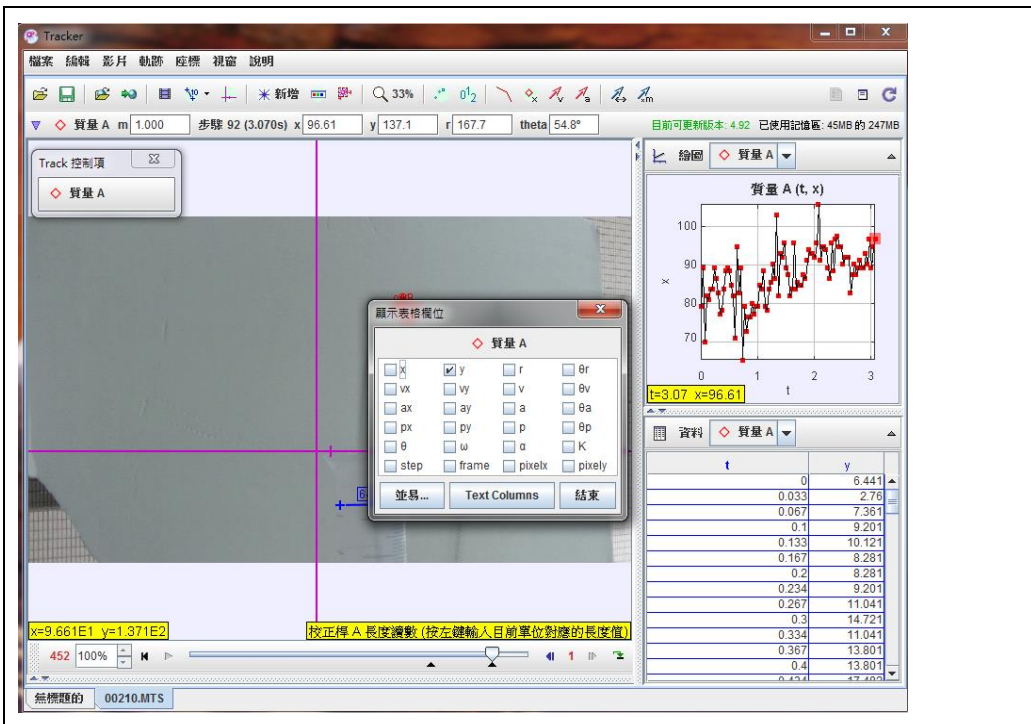 Tracker
檔案 編輯 影片 軌跡 座標 視窗 說明
新增 33%
質量 A m 1.000 步驟 92 (3.070s) x 96.61 y 137.1 r 167.7 theta 54.8° 目前可更新版本: 4.92 已使用記憶區: 45MB 的 247MB
Track 控制項
質量 A
顯示表格欄位
質量 A
x y r θr
vx vy v θv
ax ay a θa
px py p θp
θ ω α K
step frame pixelx pixely
並易... Text Columns 結束
x=9.661E1 y=1.371E2
校正桿 A 長度讀數 (按左鍵輸入目前單位對應的長度值)
452 100% 1
無標題的 00210.MTS
繪圖 質量 A
質量 A (t, x)
100
90
80
70
x
0 1 2 3
t
t=3.07 x=96.61
資料 質量 A
t y
0 6.441
0.033 2.76
0.067 7.361
0.1 9.201
0.133 10.121
0.167 8.281
0.2 8.281
0.234 9.201
0.267 11.041
0.3 14.721
0.334 11.041
0.367 13.801
0.4 13.801